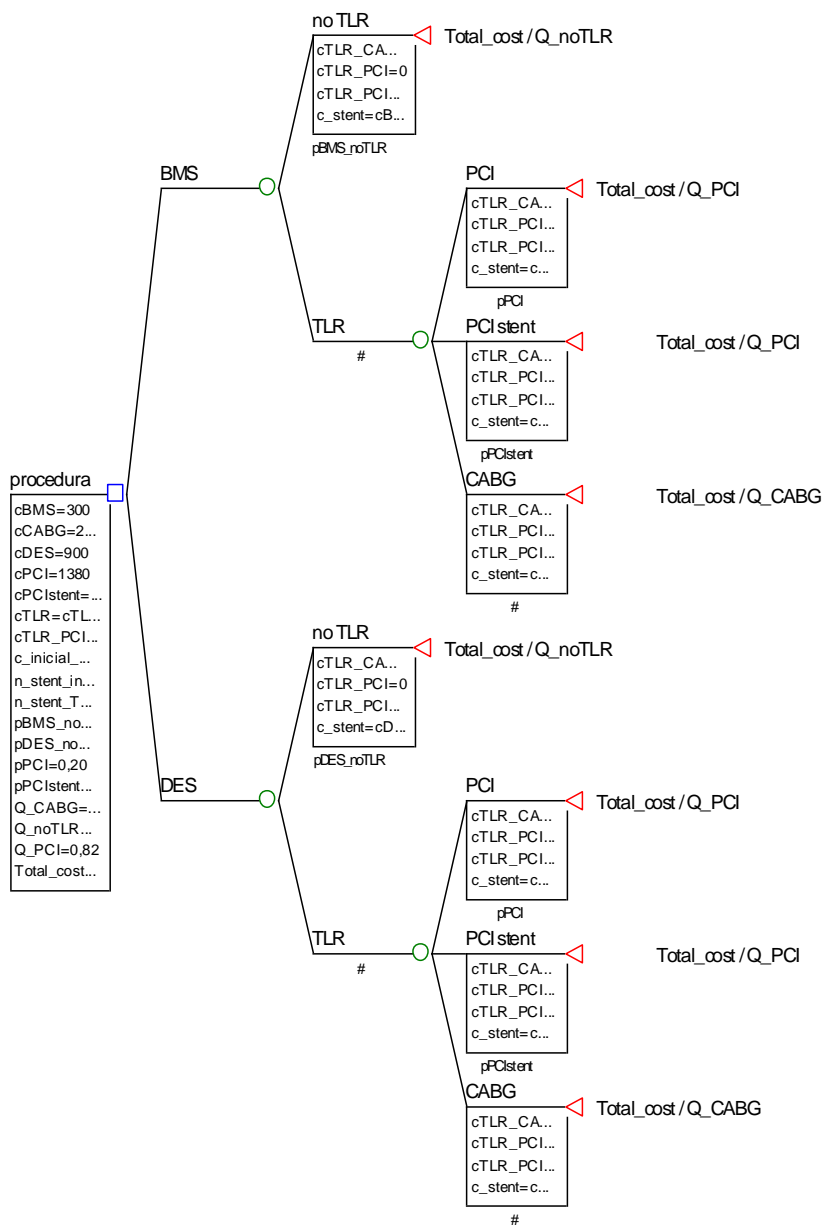 no TLR
Total_cost / Q_noTLR
cTLR_CA...
cTLR_PCI=0
cTLR_PCI...
c_stent=cB...
pBMS_noTLR
BMS
PCI
Total_cost / Q_PCI
cTLR_CA...
cTLR_PCI...
cTLR_PCI...
c_stent=c...
pPCI
TLR
#
PCI stent
Total_cost / Q_PCI
cTLR_CA...
cTLR_PCI...
cTLR_PCI...
c_stent=c...
pPCIstent
CABG
Total_cost / Q_CABG
cTLR_CA...
cTLR_PCI...
cTLR_PCI...
c_stent=c...
#
procedura
cBMS=300
cCABG=2...
cDES=900
cPCI=1380
cPCIstent=...
cTLR=cTL...
cTLR_PCI...
c_inicial_...
n_stent_in...
n_stent_T...
pBMS_no...
pDES_no...
pPCI=0,20
pPCIstent...
Q_CABG=...
Q_noTLR...
Q_PCI=0,82
Total_cost...
no TLR
Total_cost / Q_noTLR
cTLR_CA...
cTLR_PCI=0
cTLR_PCI...
c_stent=cD...
pDES_noTLR
DES
PCI
Total_cost / Q_PCI
cTLR_CA...
cTLR_PCI...
cTLR_PCI...
c_stent=c...
pPCI
TLR
#
PCI stent
Total_cost / Q_PCI
cTLR_CA...
cTLR_PCI...
cTLR_PCI...
c_stent=c...
pPCIstent
CABG
Total_cost / Q_CABG
cTLR_CA...
cTLR_PCI...
cTLR_PCI...
c_stent=c...
#